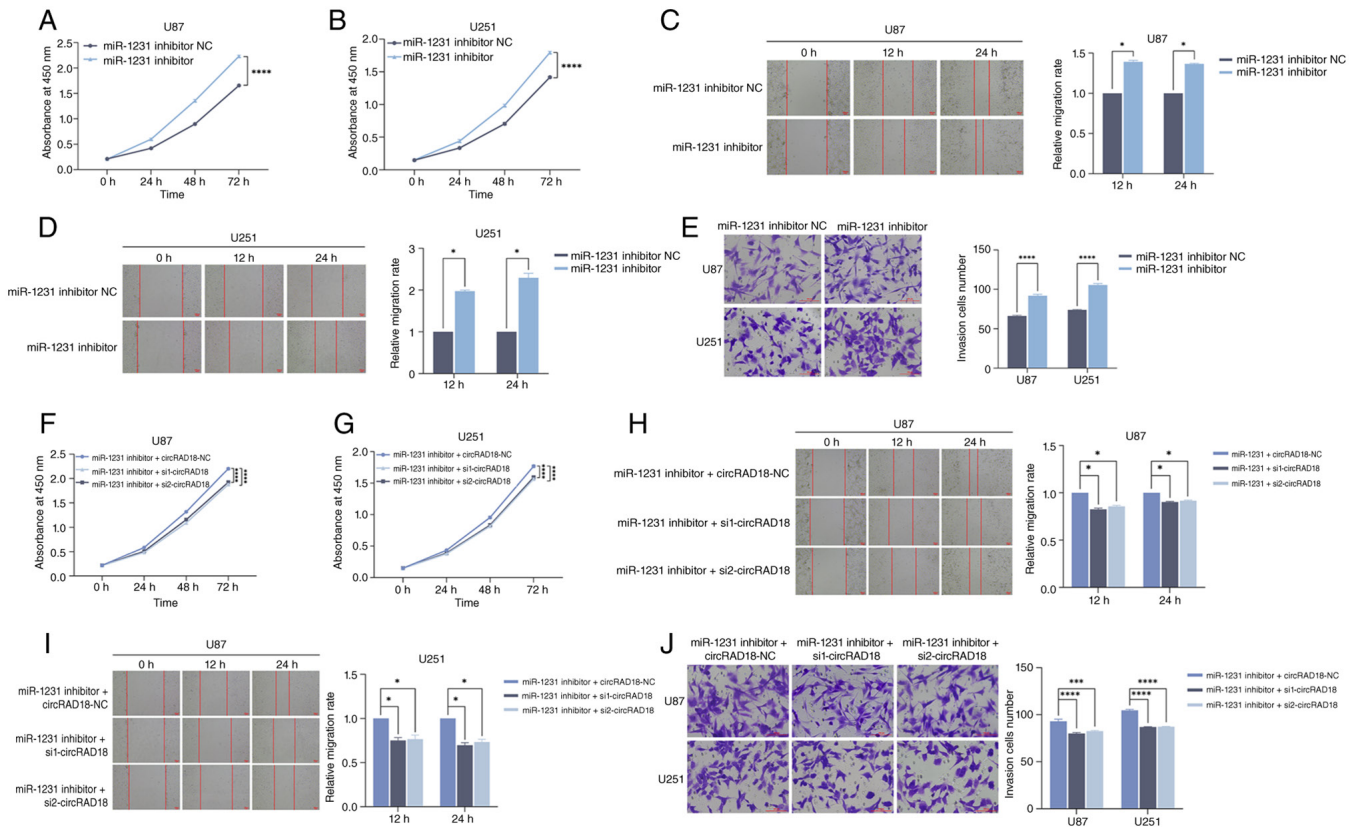 A
U87
miR-1231 inhibitor NC
miR-1231 inhibitor
Absorbance at 450 nm
2.5
2.0
1.5
1.0
0.5
0.0
****
0 h 24 h 48 h 72 h
Time
B
U251
miR-1231 inhibitor NC
miR-1231 inhibitor
Absorbance at 450 nm
2.0
1.5
1.0
0.5
0.0
****
0 h 24 h 48 h 72 h
Time
C
U87
0 h 12 h 24 h
miR-1231 inhibitor NC
miR-1231 inhibitor
U87
miR-1231 inhibitor NC
miR-1231 inhibitor
Relative migration rate
1.5
1.0
0.5
0.0
* *
12 h 24 h
D
U251
0 h 12 h 24 h
miR-1231 inhibitor NC
miR-1231 inhibitor
U251
miR-1231 inhibitor NC
miR-1231 inhibitor
Relative migration rate
3
2
1
0
* *
12 h 24 h
E
miR-1231 inhibitor NC miR-1231 inhibitor
U87
U251
miR-1231 inhibitor NC
miR-1231 inhibitor
Invasion cells number
150
100
50
0
**** ****
U87 U251
F
U87
miR-1231 inhibitor + circRAD18-NC
miR-1231 inhibitor + si1-circRAD18
miR-1231 inhibitor + si2-circRAD18
Absorbance at 450 nm
2.5
2.0
1.5
1.0
0.5
0.0
**** ****
0 h 24 h 48 h 72 h
Time
G
U251
miR-1231 inhibitor + circRAD18-NC
miR-1231 inhibitor + si1-circRAD18
miR-1231 inhibitor + si2-circRAD18
Absorbance at 450 nm
2.0
1.5
1.0
0.5
0.0
**** ****
0 h 24 h 48 h 72 h
Time
H
U87
0 h 12 h 24 h
miR-1231 inhibitor + circRAD18-NC
miR-1231 inhibitor + si1-circRAD18
miR-1231 inhibitor + si2-circRAD18
U87
miR-1231 + circRAD18-NC
miR-1231 + si1-circRAD18
miR-1231 + si2-circRAD18
Relative migration rate
1.5
1.0
0.5
0.0
* *
* *
12 h 24 h
I
U87
0 h 12 h 24 h
miR-1231 inhibitor +
circRAD18-NC
miR-1231 inhibitor +
si1-circRAD18
miR-1231 inhibitor +
si2-circRAD18
U251
miR-1231 inhibitor + circRAD18-NC
miR-1231 inhibitor + si1-circRAD18
miR-1231 inhibitor + si2-circRAD18
Relative migration rate
1.5
1.0
0.5
0.0
* *
* *
12 h 24 h
J
miR-1231 inhibitor +
circRAD18-NC
miR-1231 inhibitor +
si1-circRAD18
miR-1231 inhibitor +
si2-circRAD18
U87
U251
miR-1231 inhibitor + circRAD18-NC
miR-1231 inhibitor + si1-circRAD18
miR-1231 inhibitor + si2-circRAD18
Invasion cells number
150
100
50
0
*** ****
**** ****
U87 U251